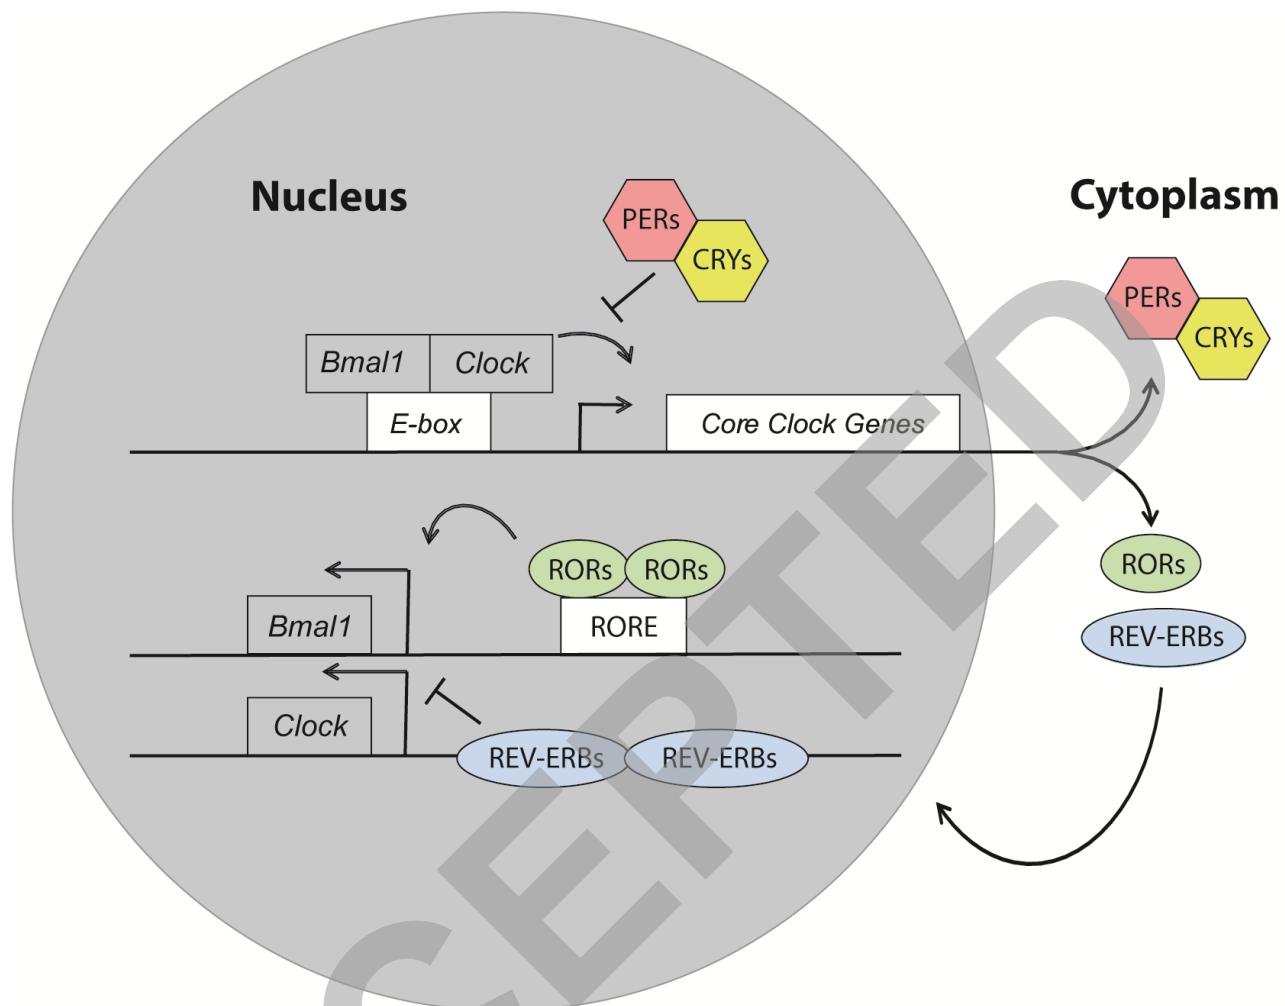 Nucleus
Cytoplasm
PERs
CRYs
PERs
CRYs
Bmal1
Clock
E-box
Core Clock Genes
RORs
RORs
RORs
Bmal1
RORE
REV-ERBs
Clock
REV-ERBs
REV-ERBs
CEPTED